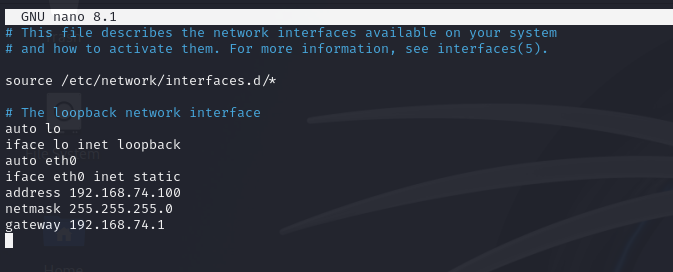 GNU nano 8.1
# This file describes the network interfaces available on your system
# and how to activate them. For more information, see interfaces(5).
source /etc/network/interfaces.d/*
# The loopback network interface
auto lo
iface lo inet loopback
auto eth0
iface eth0 inet static
address 192.168.74.100
netmask 255.255.255.0
gateway 192.168.74.1
Home